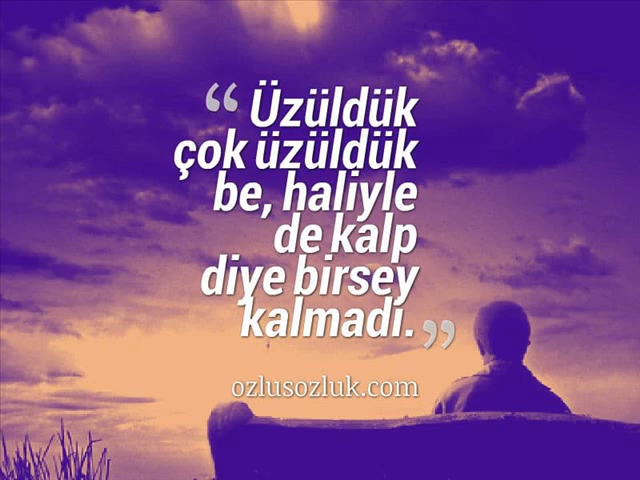 “ Üzüldük
çok üzüldük
be, haliyle
de kalp
diye birsey
kalmadı. ”
ozlusozluk.com